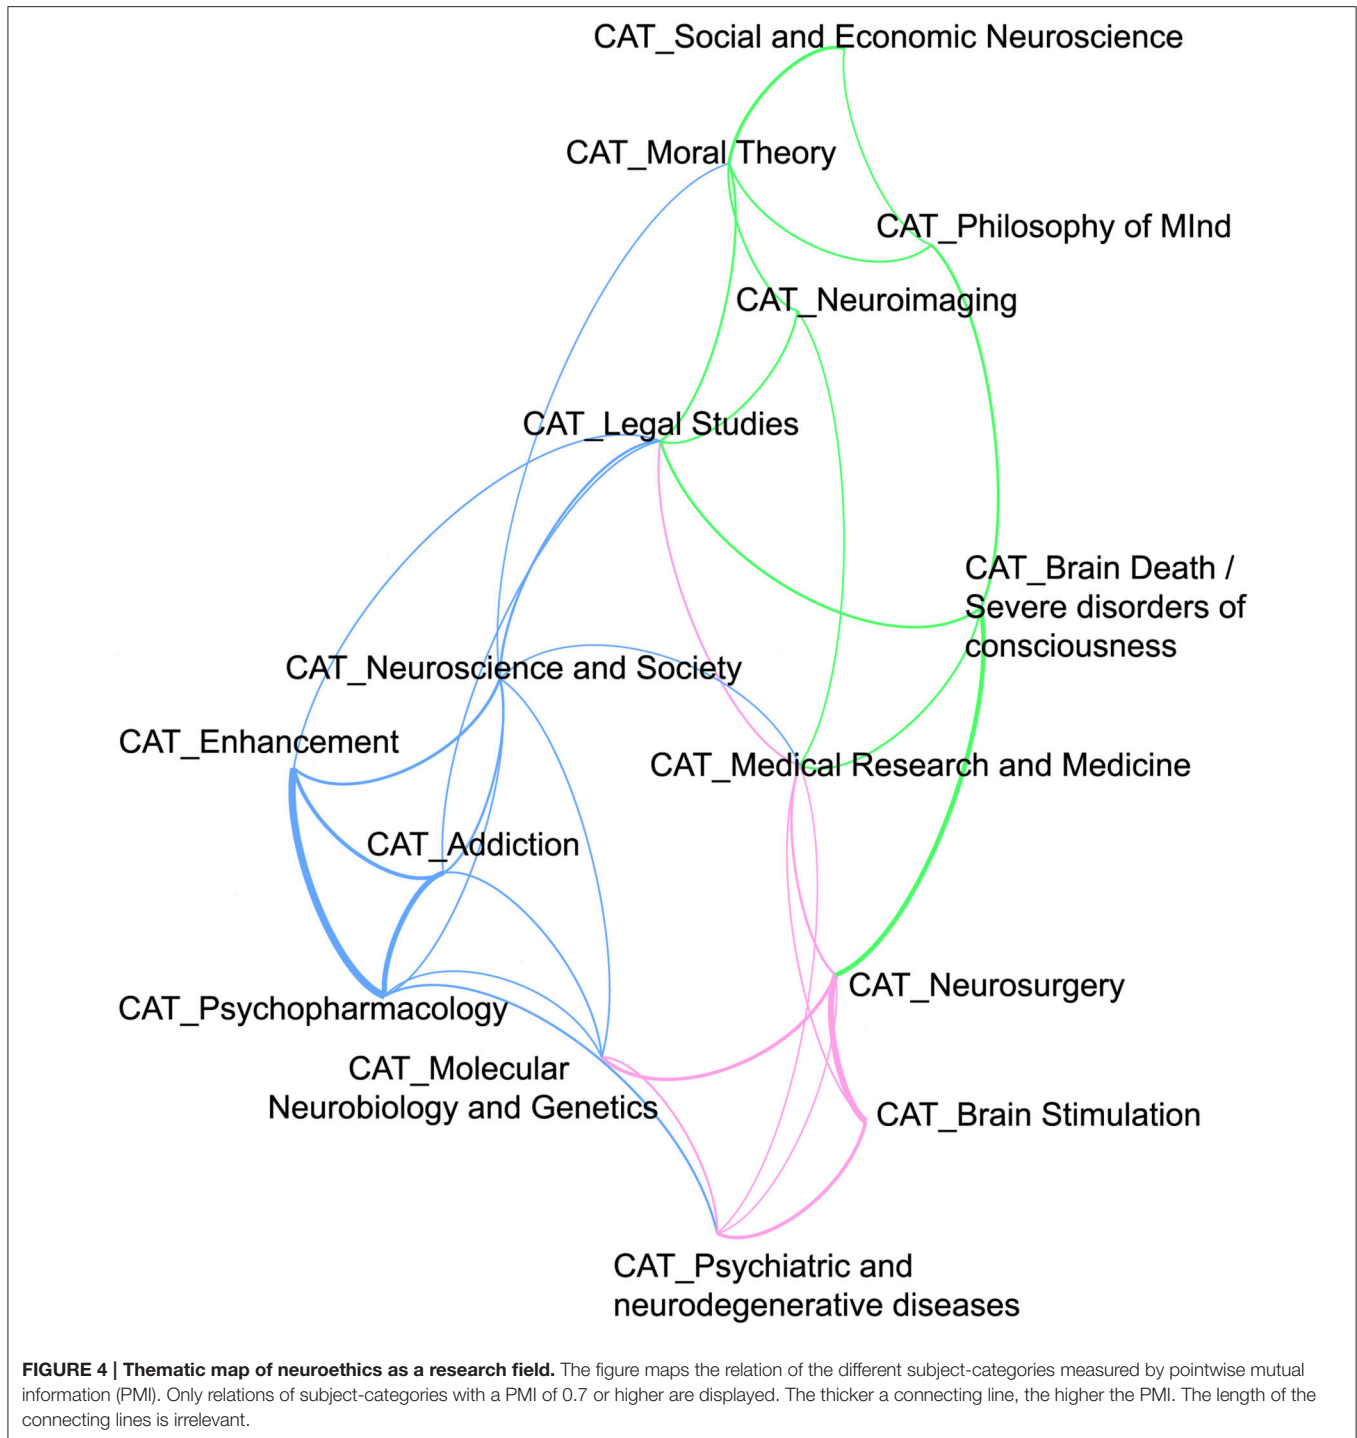 CAT_Social and Economic Neuroscience
CAT_Moral Theory
CAT_Philosophy of MInd
CAT_Neuroimaging
CAT_Legal Studies
CAT_Brain Death /
Severe disorders of
consciousness
CAT_Neuroscience and Society
CAT_Enhancement
CAT_Medical Research and Medicine
CAT_Addiction
CAT_Neurosurgery
CAT_Psychopharmacology
CAT_Molecular
Neurobiology and Genetics
CAT_Brain Stimulation
CAT_Psychiatric and
neurodegenerative diseases
FIGURE 4 | Thematic map of neuroethics as a research field. The figure maps the relation of the different subject-categories measured by pointwise mutual
information (PMI). Only relations of subject-categories with a PMI of 0.7 or higher are displayed. The thicker a connecting line, the higher the PMI. The length of the
connecting lines is irrelevant.